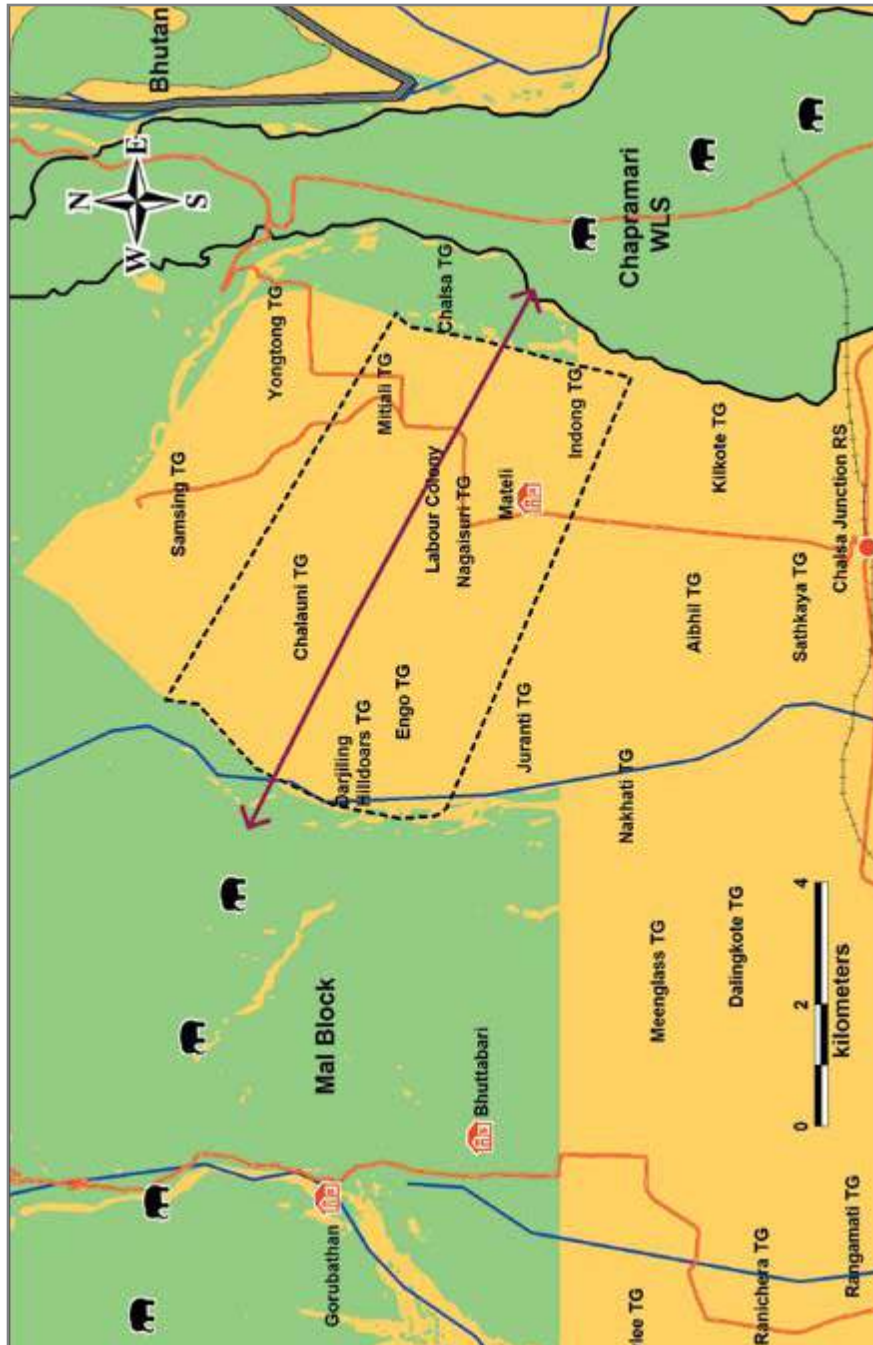 Bhutan
N
W
E
S
Yongtong TG
Samsing TG
Chalsa TG
Mitiali TG
Chapramari
WLS
Chalauni TG
Labour Colony
Nagaisuri TG
Mateli
Indong TG
Kilkote TG
Engo TG
Darjiling
Hilldoars TG
Juranti TG
Aibhil TG
Sathkaya TG
Chalsa Junction RS
Nakhati TG
Mal Block
Bhuttabari
Gorubathan
Meenglass TG
Dalingkote TG
0 2 4
kilometers
lee TG
Ranichera TG
Rangamati TG